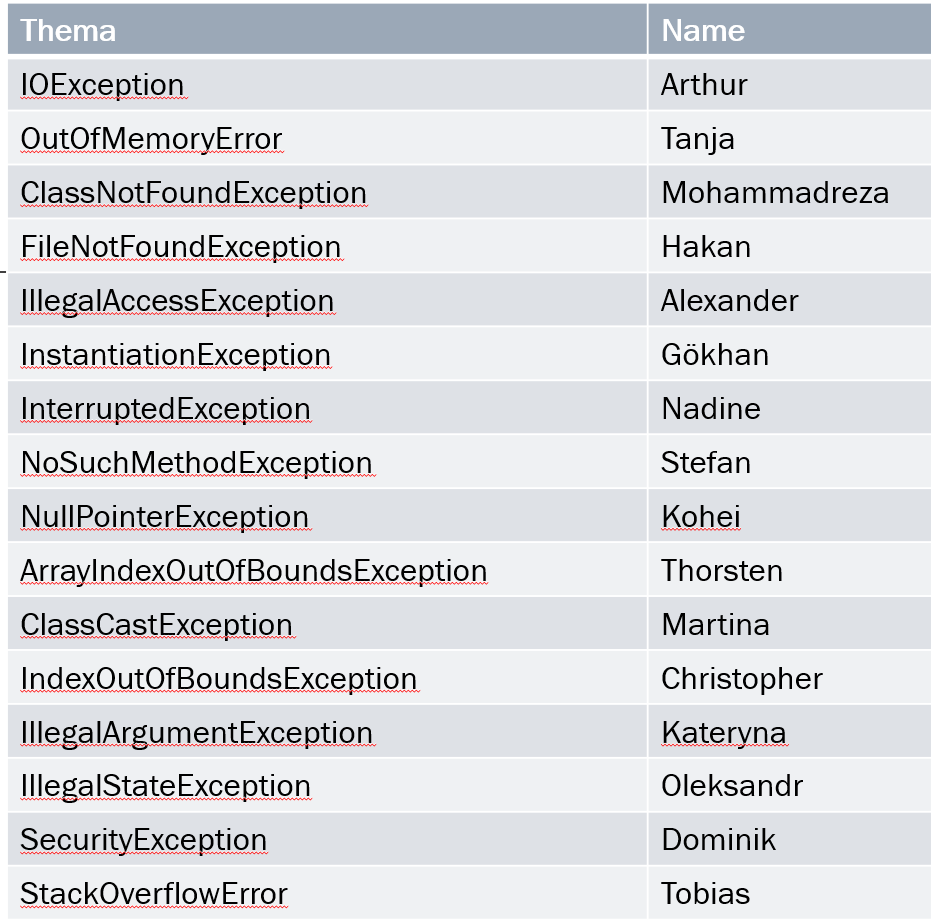 Thema Name
IOException Arthur
OutOfMemoryError Tanja
ClassNotFoundException Mohammadreza
FileNotFoundException Hakan
IllegalAccessException Alexander
InstantiationException Gökhan
InterruptedException Nadine
NoSuchMethodException Stefan
NullPointerException Kohei
ArrayIndexOutOfBoundsException Thorsten
ClassCastException Martina
IndexOutOfBoundsException Christopher
IllegalArgumentException Kateryna
IllegalStateException Oleksandr
SecurityException Dominik
StackOverflowError Tobias